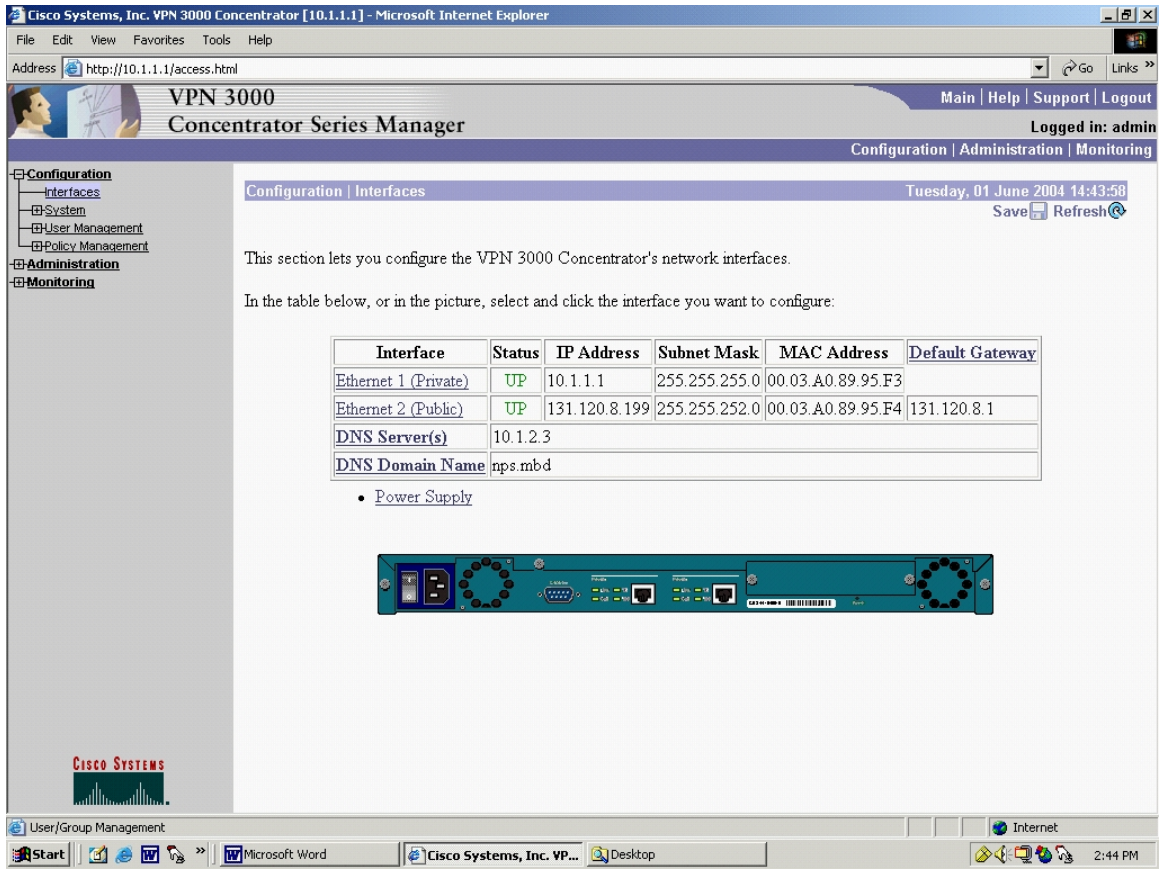 Cisco Systems, Inc. VPN 3000 Concentrator [10.1.1.1] - Microsoft Internet Explorer
File Edit View Favorites Tools Help
Address http://10.1.1.1/access.html Go Links »
VPN 3000
Concentrator Series Manager
Main | Help | Support | Logout
Logged in: admin
Configuration | Administration | Monitoring
Configuration
Interfaces
System
User Management
Policy Management
Administration
Monitoring
Configuration | Interfaces Tuesday, 01 June 2004 14:43:58
Save Refresh
This section lets you configure the VPN 3000 Concentrator's network interfaces.
In the table below, or in the picture, select and click the interface you want to configure:
Interface Status IP Address Subnet Mask MAC Address Default Gateway
Ethernet 1 (Private) UP 10.1.1.1 255.255.255.0 00.03.A0.89.95.F3
Ethernet 2 (Public) UP 131.120.8.199 255.255.252.0 00.03.A0.89.95.F4 131.120.8.1
DNS Server(s) 10.1.2.3
DNS Domain Name nps.mbd
• Power Supply
CISCO SYSTEMS
User/Group Management Internet
Start » Microsoft Word Cisco Systems, Inc. VP... Desktop 2:44 PM